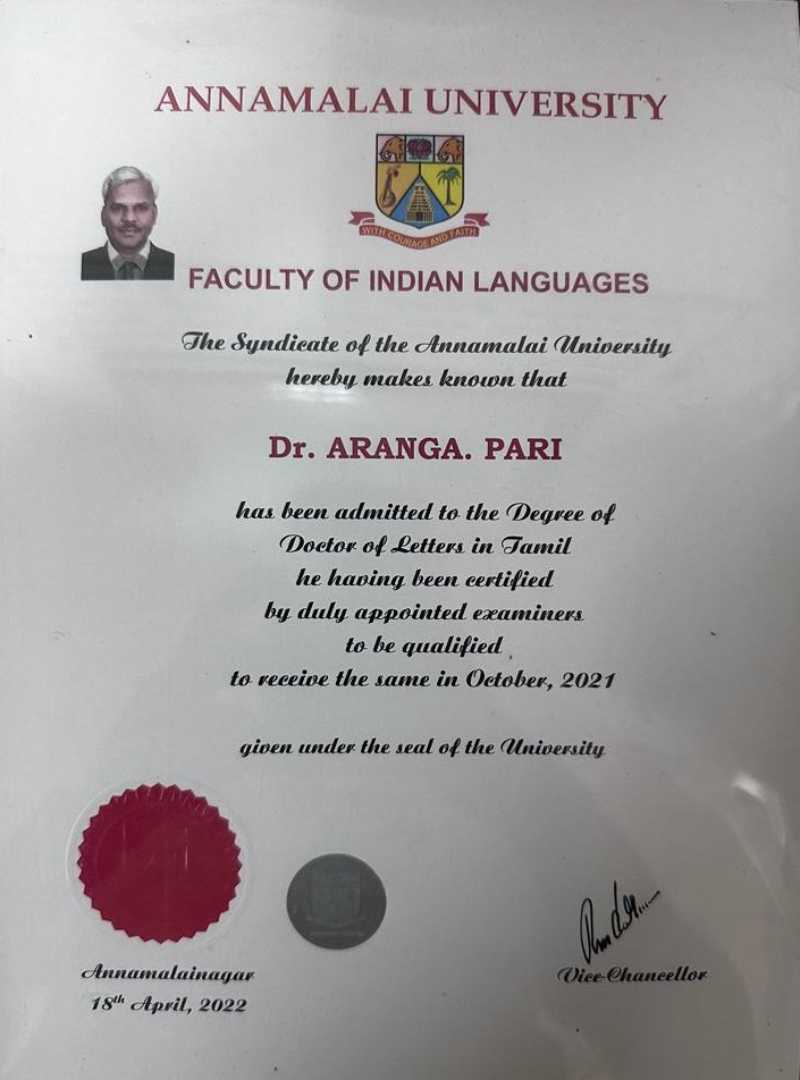 ANNAMALAI UNIVERSITY
WITH COURAGE AND FAITH
FACULTY OF INDIAN LANGUAGES
The Syndicate of the Annamalai University
hereby makes known that
Dr. ARANGA. PARI
has been admitted to the Degree of
Doctor of Letters in Tamil
he having been certified
by duly appointed examiners
to be qualified
to receive the same in October, 2021
given under the seal of the University
Annamalainagar
18th April, 2022
Vice-Chancellor